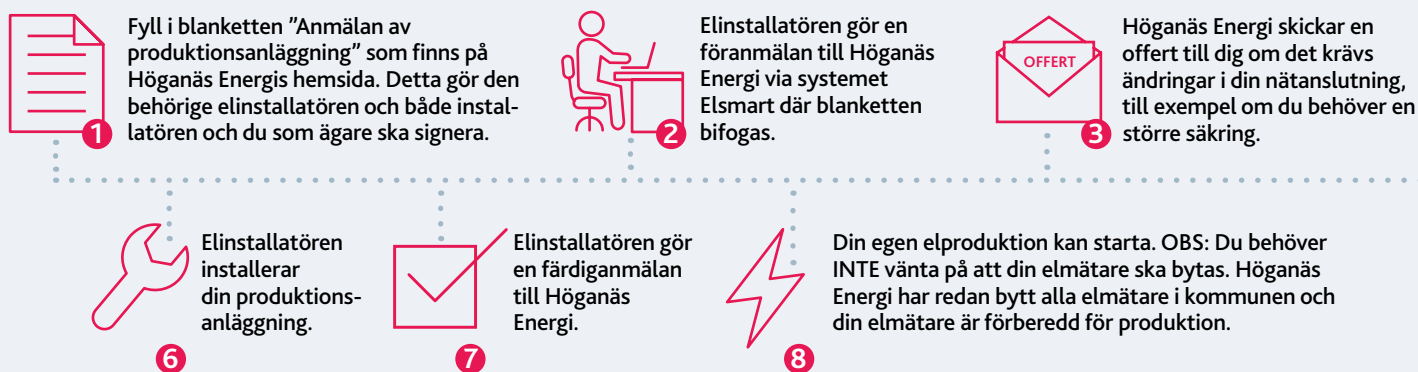 Fyll i blanketten ”Anmälan av
produktionsanläggning” som finns på
Höganäs Energis hemsida. Detta gör den
behörige elinstallatören och både instal-
latören och du som ägare ska signera.
1
Elinstallatören gör en
föranmälan till Höganäs
Energi via systemet
Elsmart där blanketten
bifogas.
2
OFFERT
Höganäs Energi skickar en
offert till dig om det krävs
ändringar i din nätanslutning,
till exempel om du behöver en
större säkring.
3
Elinstallatören
installerar
din produktions-
anläggning.
6
Elinstallatören gör
en färdiganmälan
till Höganäs
Energi.
7
Din egen elproduktion kan starta. OBS: Du behöver
INTE vänta på att din elmätare ska bytas. Höganäs
Energi har redan bytt alla elmätare i kommunen och
din elmätare är förberedd för produktion.
8